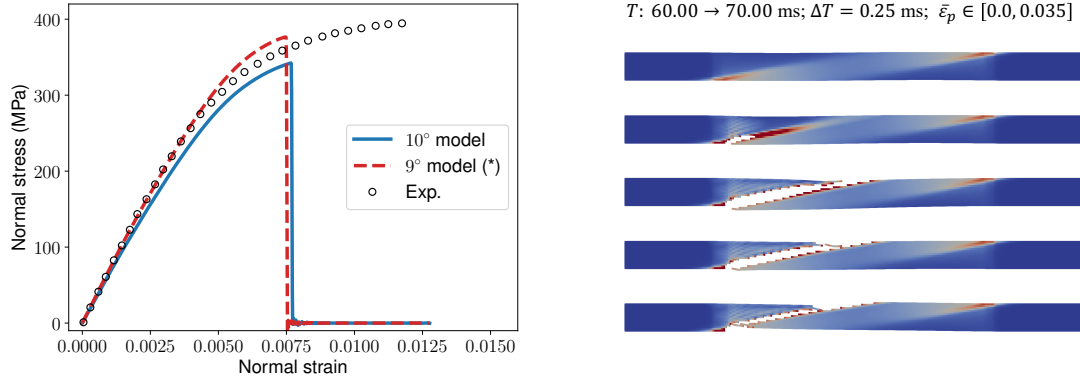 T: 60.00 → 70.00 ms; ΔT = 0.25 ms; ε̄_p ∈ [0.0, 0.035]
400
300
200
100
0
Normal stress (MPa)
10° model
9° model (*)
Exp.
0.0000 0.0025 0.0050 0.0075 0.0100 0.0125 0.0150
Normal strain